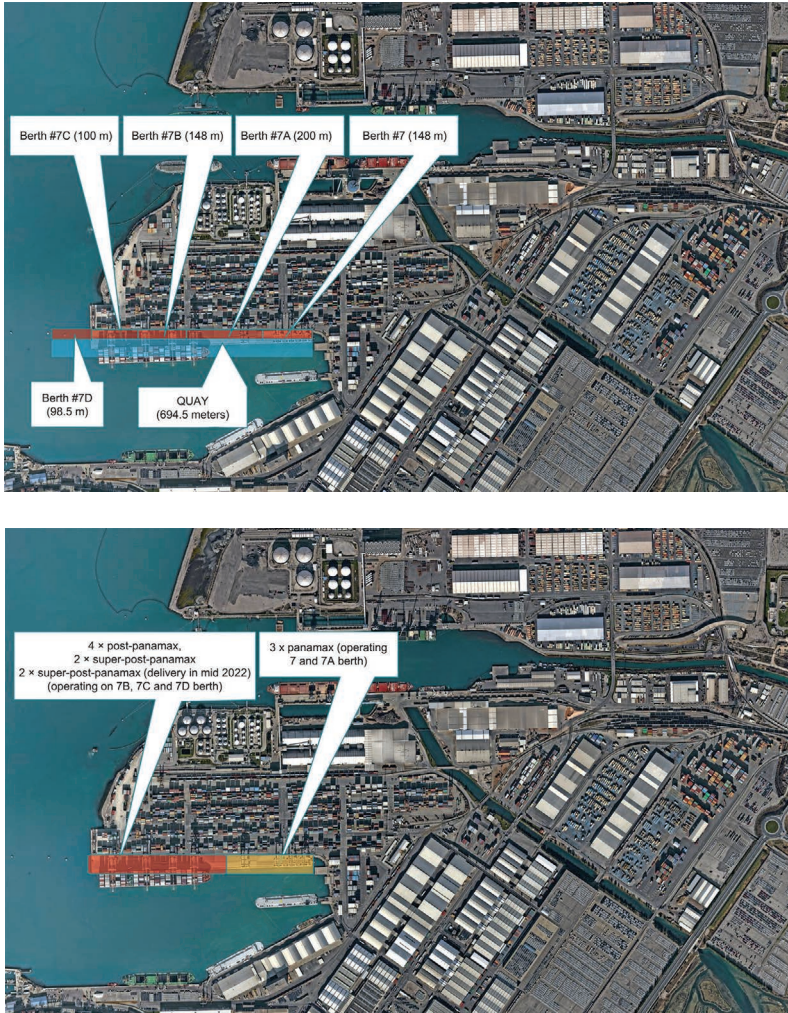 Berth #7C (100 m)
Berth #7B (148 m)
Berth #7A (200 m)
Berth #7 (148 m)
Berth #7D
(98.5 m)
QUAY
(694.5 meters)
4 × post-panamax,
2 × super-post-panamax
2 × super-post-panamax (delivery in mid 2022)
(operating on 7B, 7C and 7D berth)
3 x panamax (operating
7 and 7A berth)